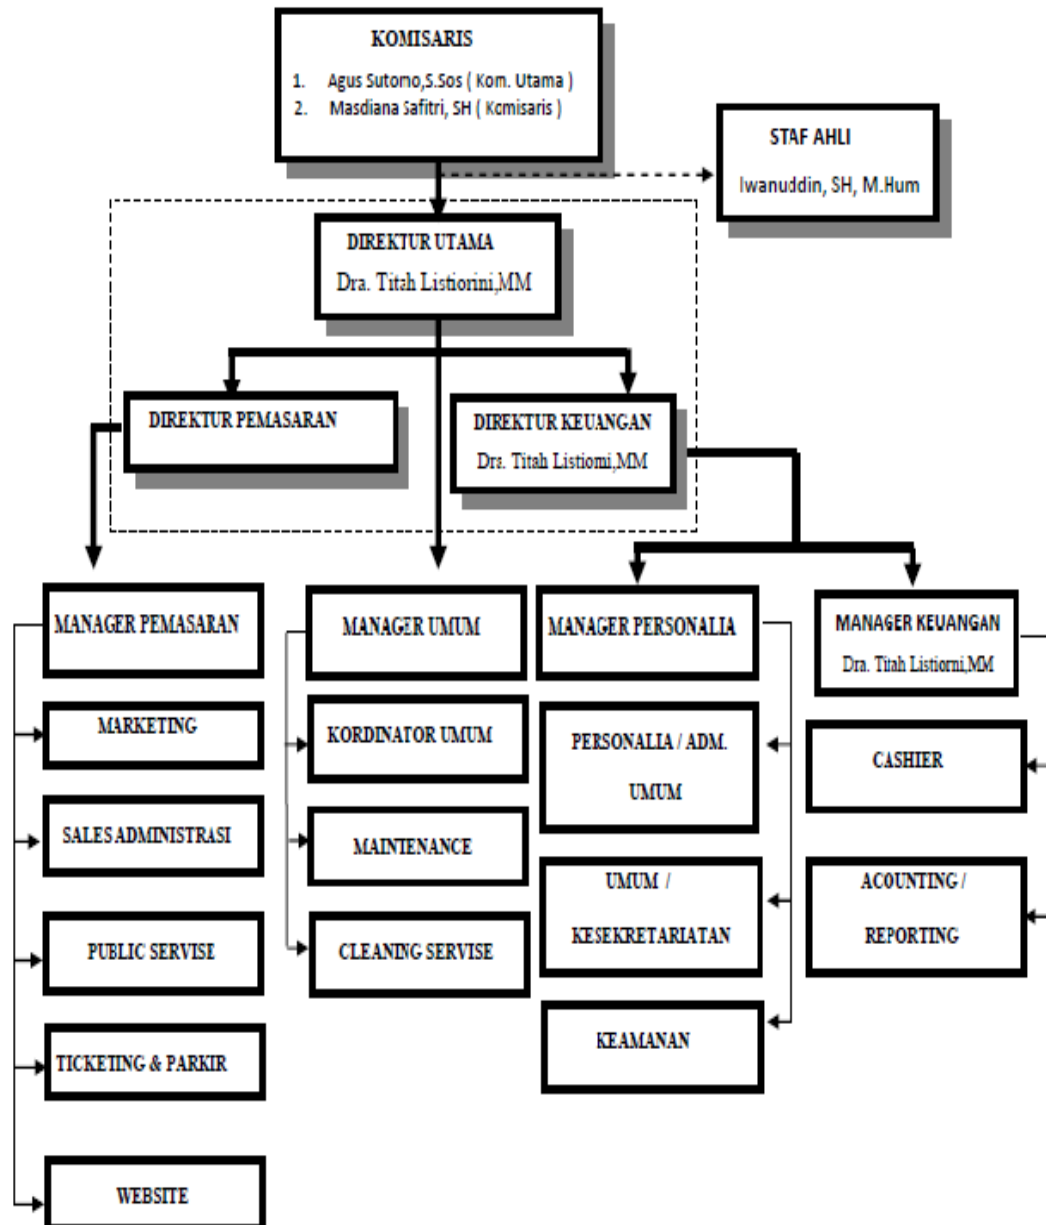 KOMISARIS
1. Agus Sutomo,S.Sos ( Kom. Utama )
2. Masdiana Safitri, SH ( Komisaris )
STAF AHLI
Iwanuddin, SH, M.Hum
DIREKTUR UTAMA
Dra. Titah Listiorini,MM
DIREKTUR PEMASARAN
DIREKTUR KEUANGAN
Dra. Titah Listiorni,MM
MANAGER PEMASARAN
MARKETING
SALES ADMINISTRASI
PUBLIC SERVISE
TICKETING & PARKIR
WEBSITE
MANAGER UMUM
KORDINATOR UMUM
MAINTENANCE
CLEANING SERVISE
MANAGER PERSONALIA
PERSONALIA / ADM.
UMUM
UMUM /
KESEKRETARIATAN
KEAMANAN
MANAGER KEUANGAN
Dra. Titah Listiorni,MM
CASHIER
ACOUNTING /
REPORTING